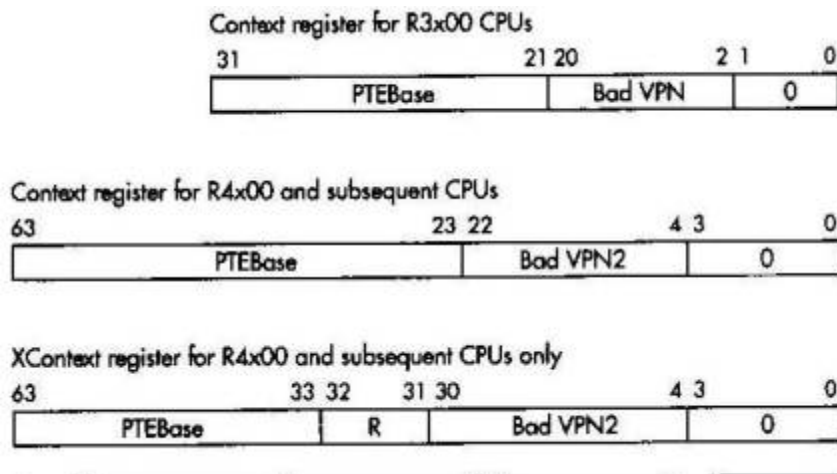 Context register for R3x00 CPUs
31 21 20 2 1 0
PTEBase Bad VPN 0
Context register for R4x00 and subsequent CPUs
63 23 22 4 3 0
PTEBase Bad VPN2 0
XContext register for R4x00 and subsequent CPUs only
63 33 32 31 30 4 3 0
PTEBase R Bad VPN2 0